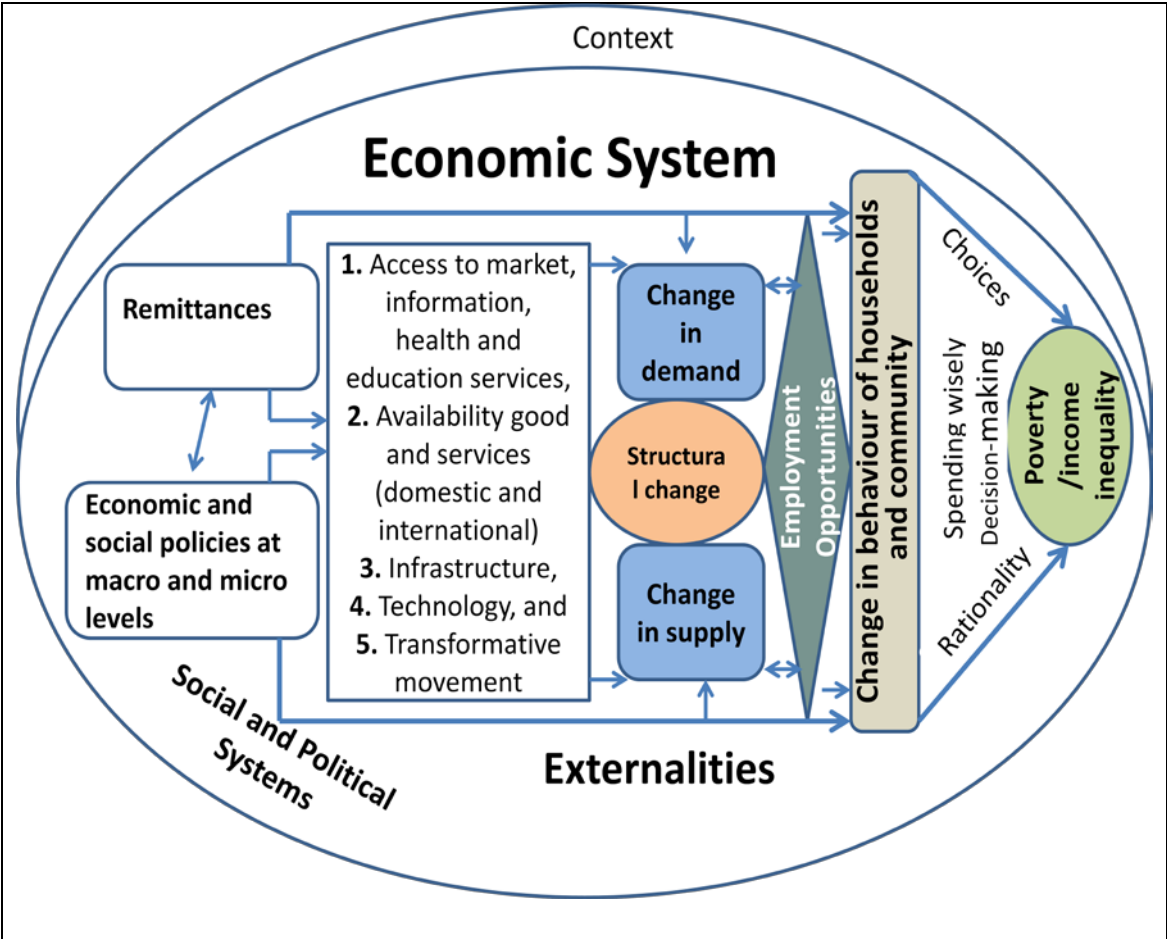 Context
Economic System
Remittances
Economic and
social policies at
macro and micro
levels
1. Access to market,
information,
health and
education services,
2. Availability good
and services
(domestic and
international)
3. Infrastructure,
4. Technology, and
5. Transformative
movement
Change
in
demand
Structura
l change
Change
in supply
Employment
Opportunities
Change in behaviour of households
and community
Choices
Spending wisely
Decision-making
Rationality
Poverty
/income
inequality
Social and Political
Systems
Externalities